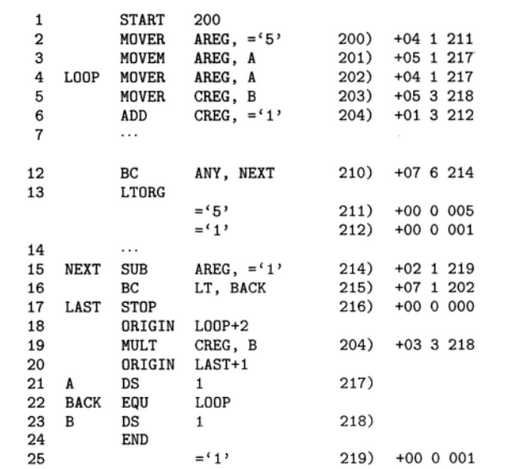 1 START 200
2 MOVER AREG, =‘5’ 200) +04 1 211
3 MOVEM AREG, A 201) +05 1 217
4 LOOP MOVER AREG, A 202) +04 1 217
5 MOVER CREG, B 203) +05 3 218
6 ADD CREG, =‘1’ 204) +01 3 212
7 ...
12 BC ANY, NEXT 210) +07 6 214
13 LTORG
=‘5’ 211) +00 0 005
=‘1’ 212) +00 0 001
14 ...
15 NEXT SUB AREG, =‘1’ 214) +02 1 219
16 BC LT, BACK 215) +07 1 202
17 LAST STOP 216) +00 0 000
18 ORIGIN LOOP+2
19 MULT CREG, B 204) +03 3 218
20 ORIGIN LAST+1
21 A DS 1 217)
22 BACK EQU LOOP
23 B DS 1 218)
24 END
25 =‘1’ 219) +00 0 001